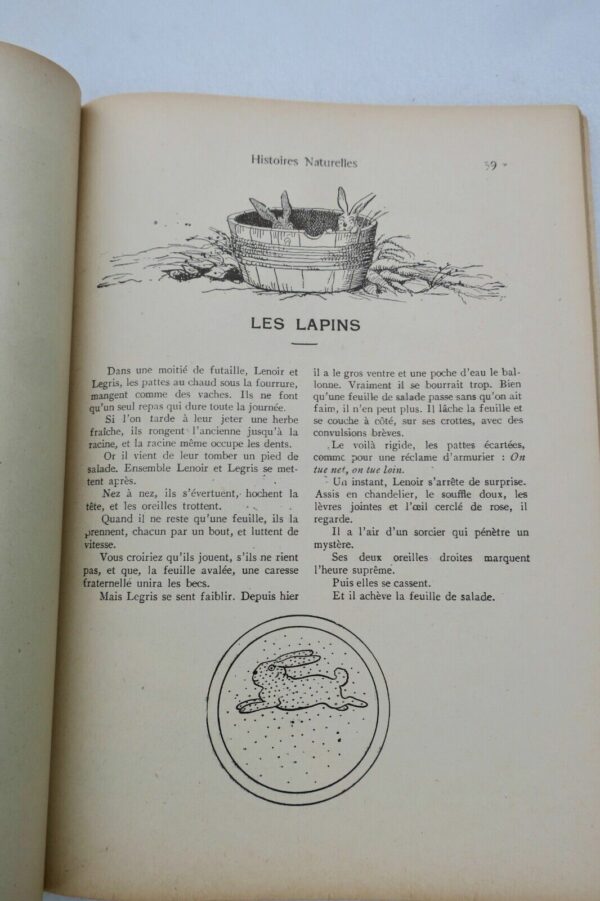 Histoires Naturelles 39
LES LAPINS
Dans une moitié de futaille, Lenoir et
Legris, les pattes au chaud sous la fourrure,
mangent comme des vaches. Ils ne font
qu'un seul repas qui dure toute la journée.
Si l'on tarde à leur jeter une herbe
fraîche, ils rongent l'ancienne jusqu'à la
racine, et la racine même occupe les dents.
Or il vient de leur tomber un pied de
salade. Ensemble Lenoir et Legris se met-
tent après.
Nez à nez, ils s'évertuent, hochent la
tête, et les oreilles trottent.
Quand il ne reste qu'une feuille, ils la
prennent, chacun par un bout, et luttent de
vitesse.
Vous croiriez qu'ils jouent, s'ils ne rient
pas, et que, la feuille avalée, une caresse
fraternellé unira les becs.
Mais Legris se sent faiblir. Depuis hier
il a le gros ventre et une poche d'eau le bal-
lonne. Vraiment il se bourrait trop. Bien
qu'une feuille de salade passe sans qu'on ait
faim, il n'en peut plus. Il lâche la feuille et
se couche à côté, sur ses crottes, avec des
convulsions brèves.
Le voilà rigide, les pattes écartées,
comme pour une réclame d'armurier : On
tue net, on tue loin.
Un instant, Lenoir s'arrête de surprise.
Assis en chandelier, le souffle doux, les
lèvres jointes et l'œil cerclé de rose, il
regarde.
Il a l'air d'un sorcier qui pénètre un
mystère.
Ses deux oreilles droites marquent
l'heure suprême.
Puis elles se cassent.
Et il achève la feuille de salade.